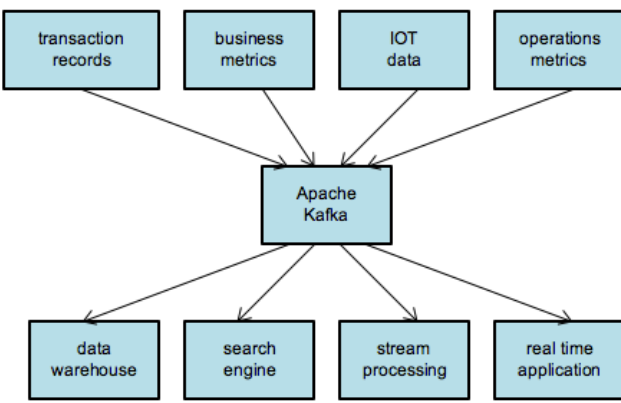 transaction
records
business
metrics
IOT
data
operations
metrics
Apache
Kafka
data
warehouse
search
engine
stream
processing
real time
application